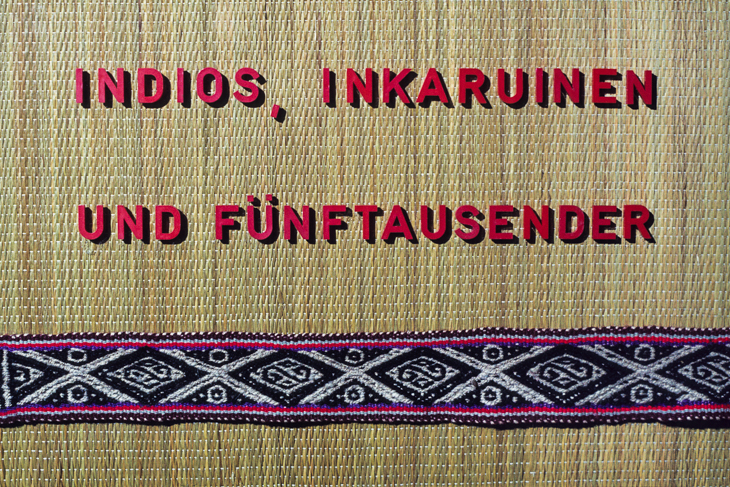 INDIOS, INKARUINEN
UND FÜNFTAUSENDER